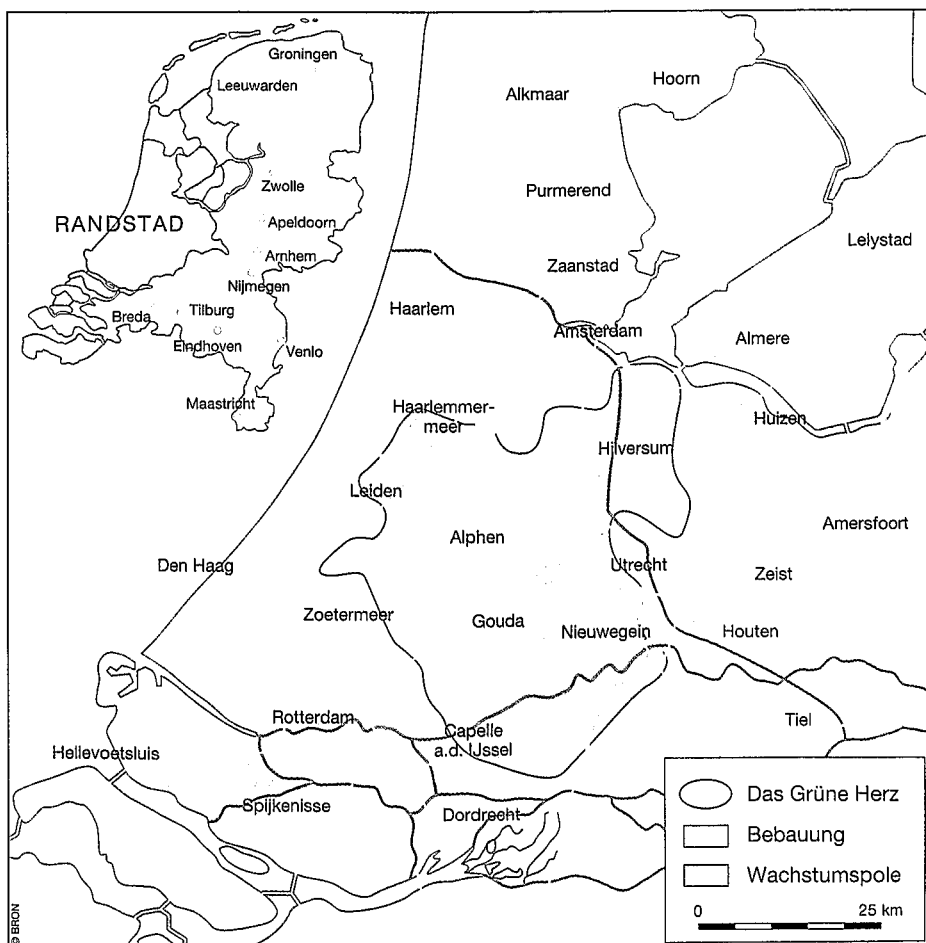 Groningen
Leeuwarden
Zwolle
RANDSTAD
Apeldoorn
Arnhem
Nijmegen
Breda
Tilburg
Eindhoven
Venlo
Maastricht
Hoorn
Alkmaar
Purmerend
Lelystad
Zaanstad
Haarlem
Amsterdam
Almere
Haarlemmer-
meer
Huizen
Hilversum
Leiden
Amersfoort
Alphen
Den Haag
Utrecht
Zeist
Zoetermeer
Gouda
Nieuwegein
Houten
Rotterdam
Capelle
a.d. IJssel
Tiel
Hellevoetsluis
Spijkenisse
Dordrecht
Das Grüne Herz
Bebauung
Wachstumspole
0 25 km
© BRON